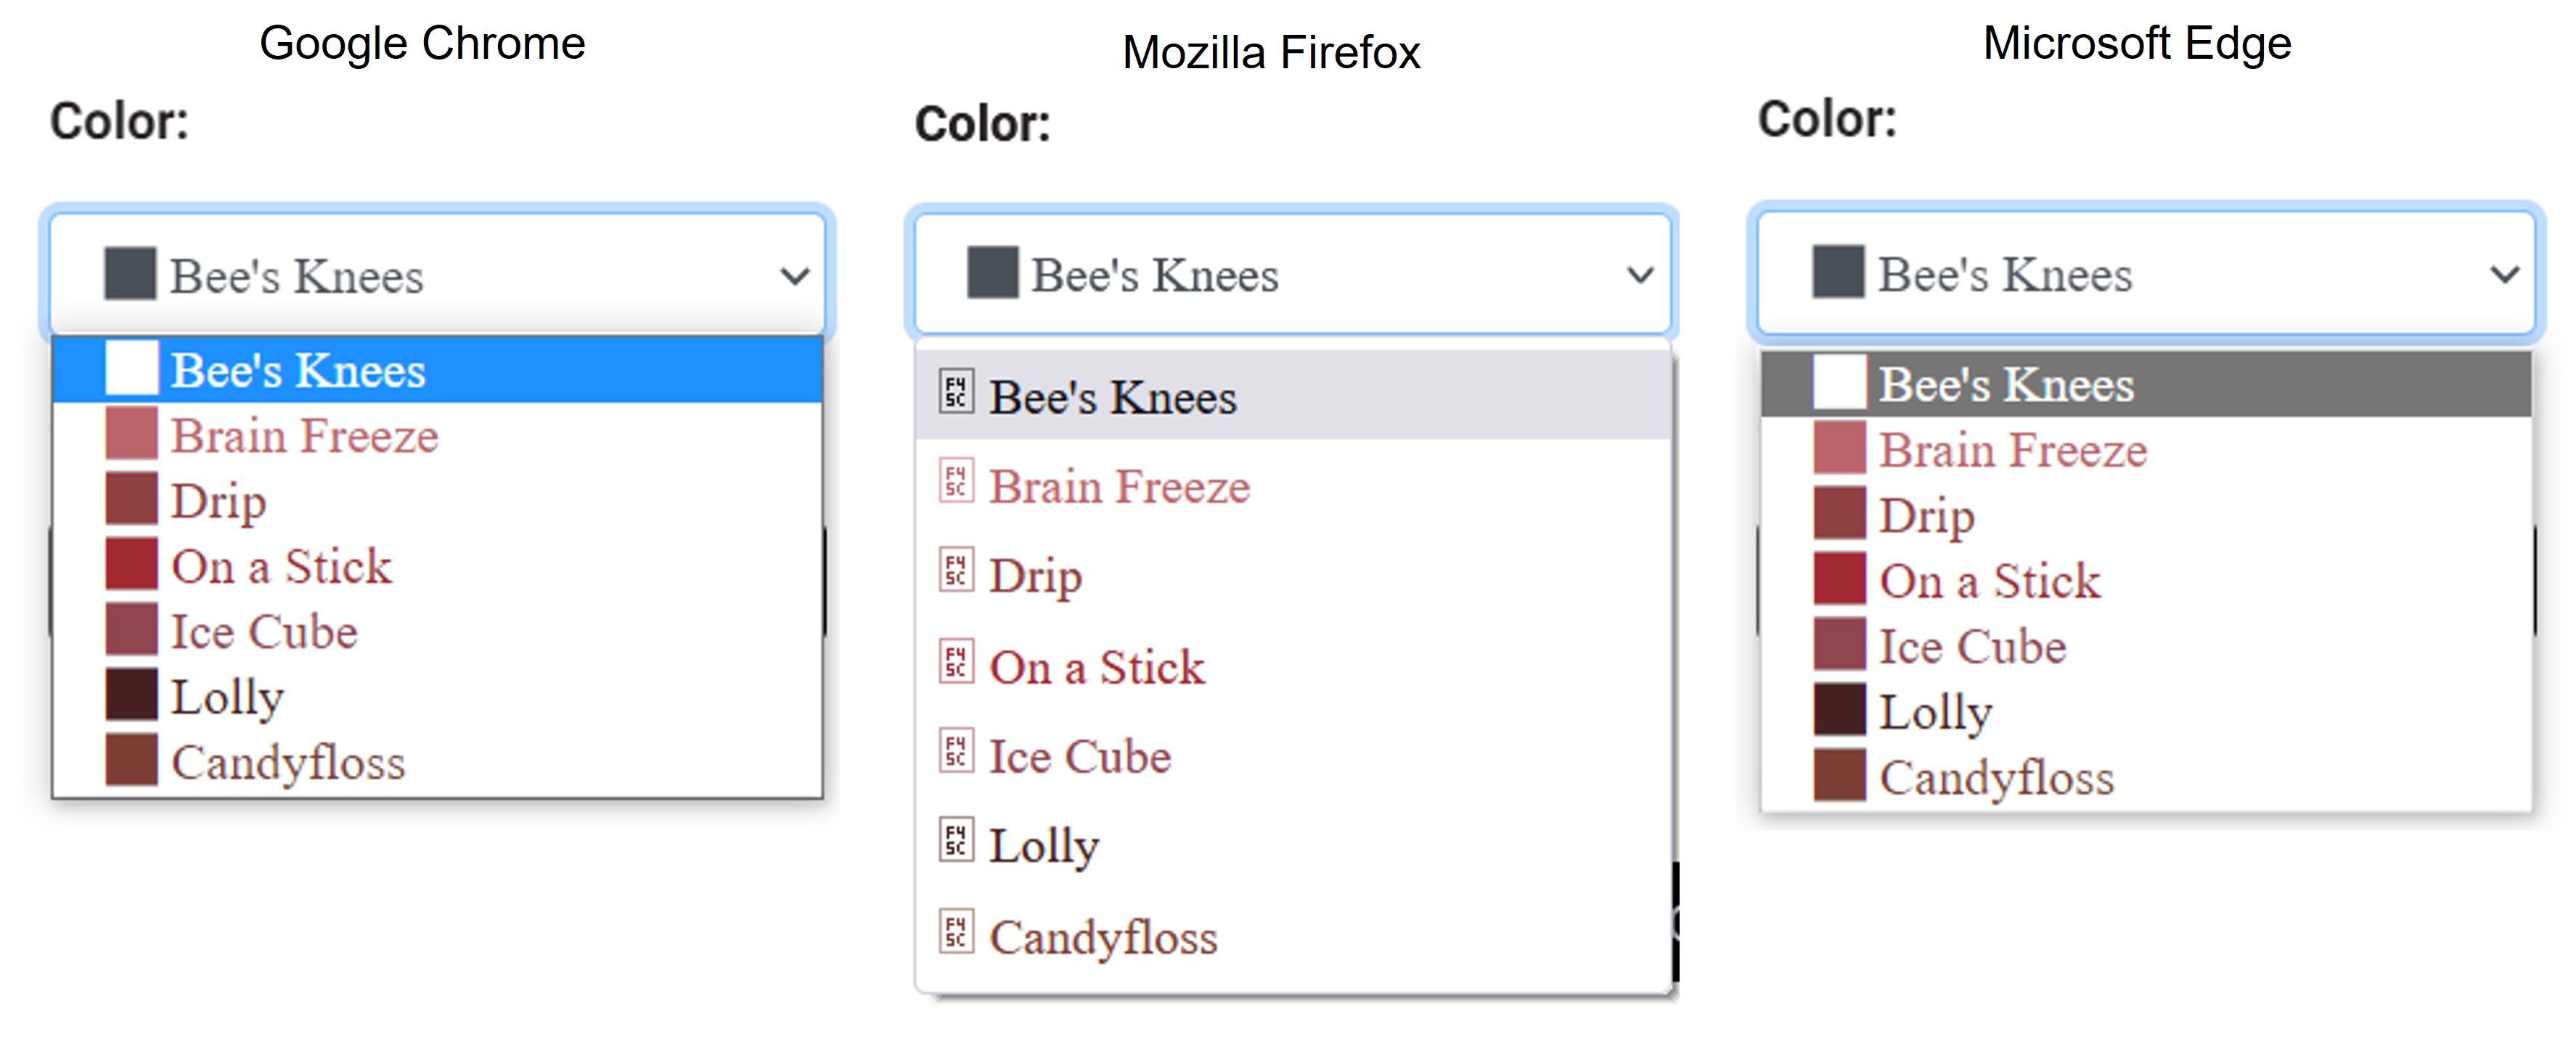 Google Chrome
Color:
Bee's Knees
Bee's Knees
Brain Freeze
Drip
On a Stick
Ice Cube
Lolly
Candyfloss
Mozilla Firefox
Color:
Bee's Knees
F4
5C
Bee's Knees
F4
5C
Brain Freeze
F4
5C
Drip
F4
5C
On a Stick
F4
5C
Ice Cube
F4
5C
Lolly
F4
5C
Candyfloss
Microsoft Edge
Color:
Bee's Knees
Bee's Knees
Brain Freeze
Drip
On a Stick
Ice Cube
Lolly
Candyfloss